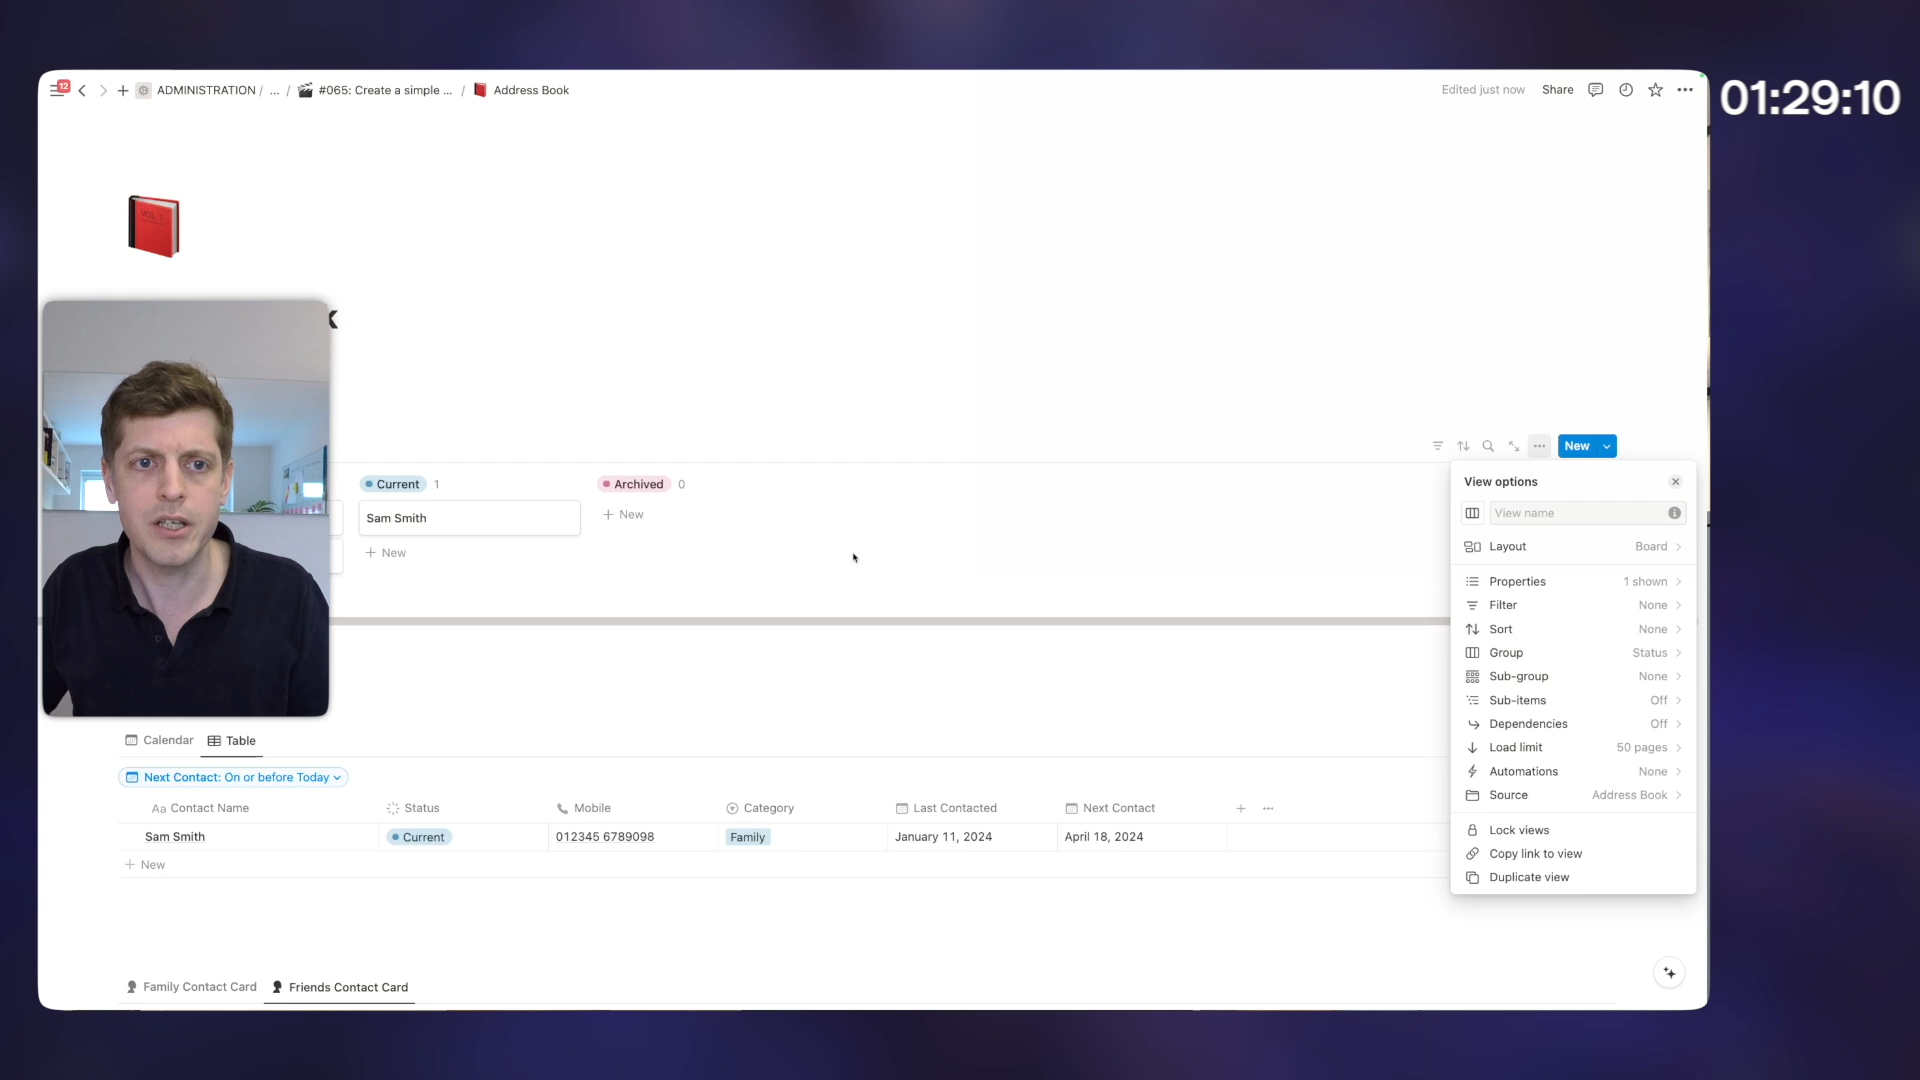 12
ADMINISTRATION / ... / #065: Create a simple ... / Address Book
Edited just now Share
01:29:10
VOL. I
k
New
View options
Current 1
Archived 0
View name
Sam Smith
New
New
Layout Board
Properties 1 shown
Filter None
Sort None
Group Status
Sub-group None
Sub-items Off
Dependencies Off
Load limit 50 pages
Automations None
Source Address Book
Lock views
Copy link to view
Duplicate view
Calendar Table
Next Contact: On or before Today
Aa Contact Name Status Mobile Category Last Contacted Next Contact
Sam Smith Current 012345 6789098 Family January 11, 2024 April 18, 2024
New
Family Contact Card Friends Contact Card